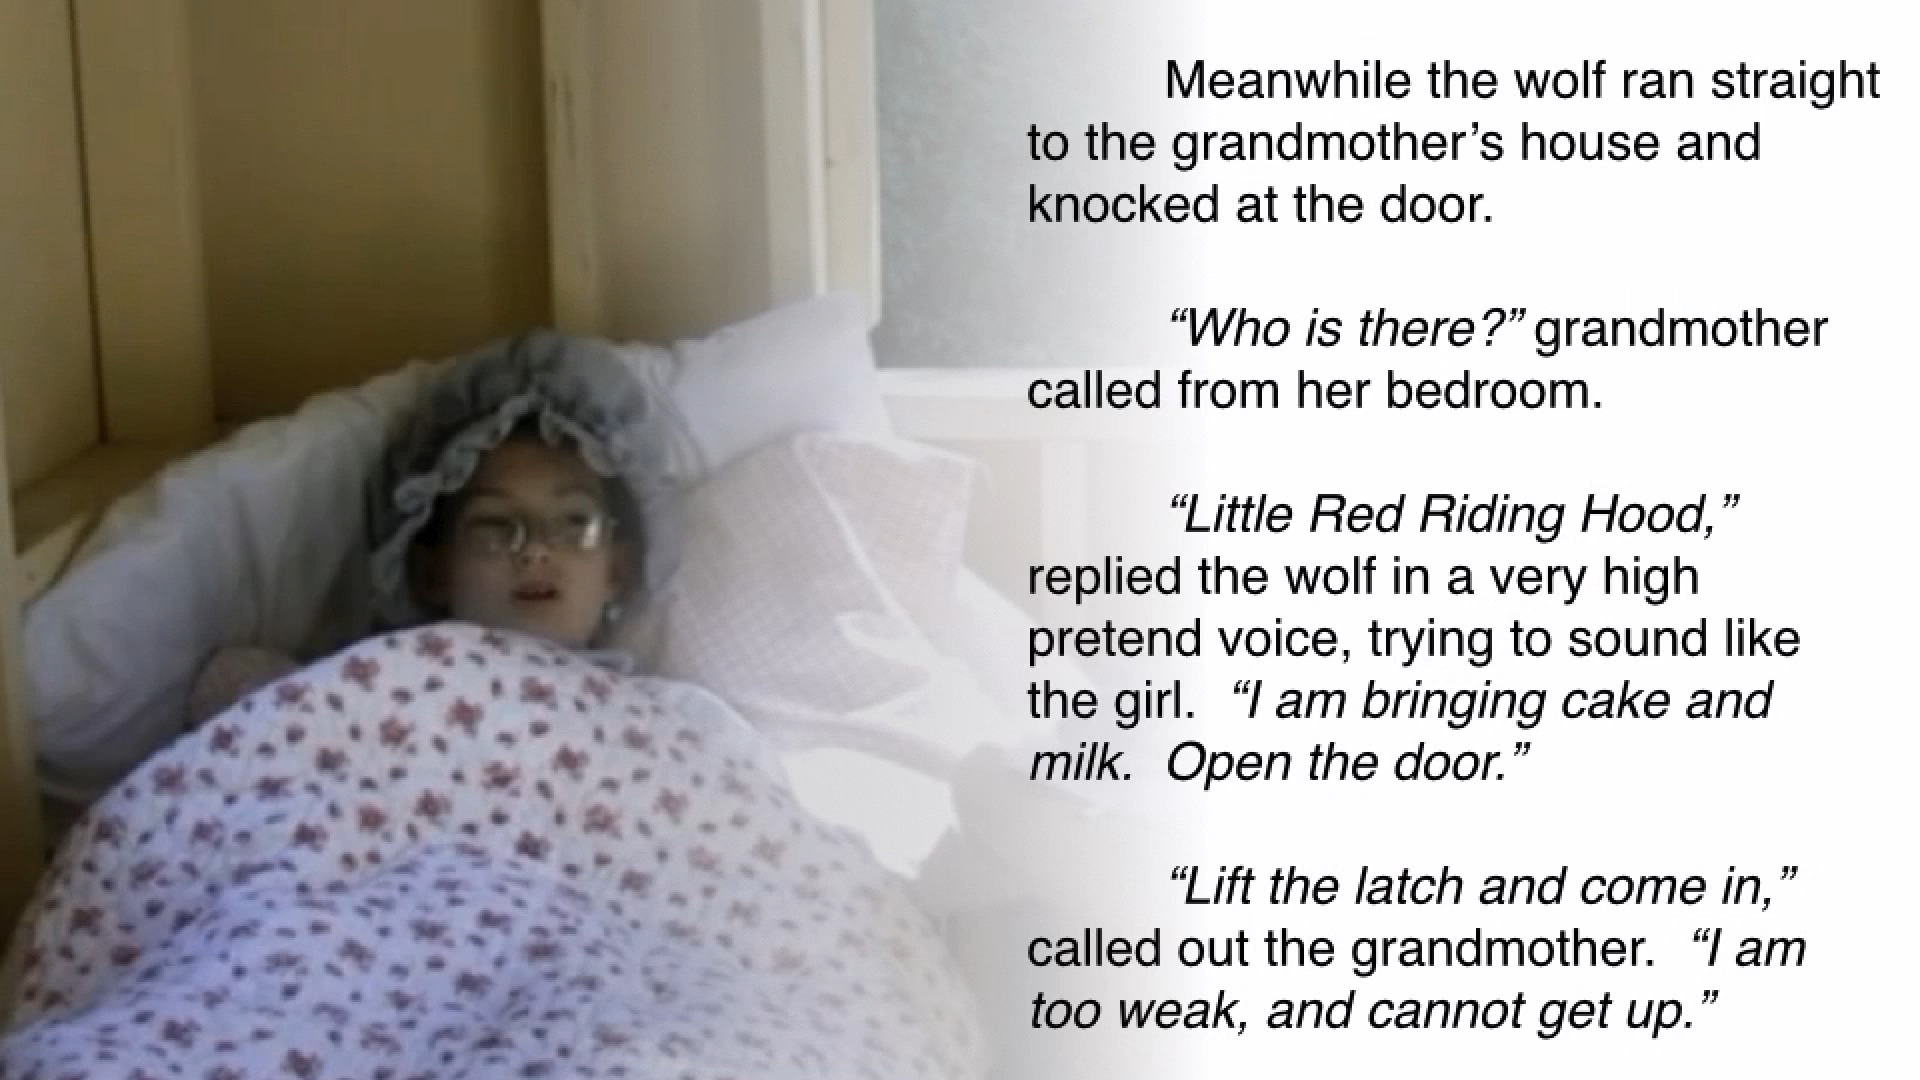 Meanwhile the wolf ran straight
to the grandmother’s house and
knocked at the door.
“Who is there?” grandmother
called from her bedroom.
“Little Red Riding Hood,”
replied the wolf in a very high
pretend voice, trying to sound like
the girl.  “I am bringing cake and
milk.  Open the door.”
“Lift the latch and come in,”
called out the grandmother.  “I am
too weak, and cannot get up.”